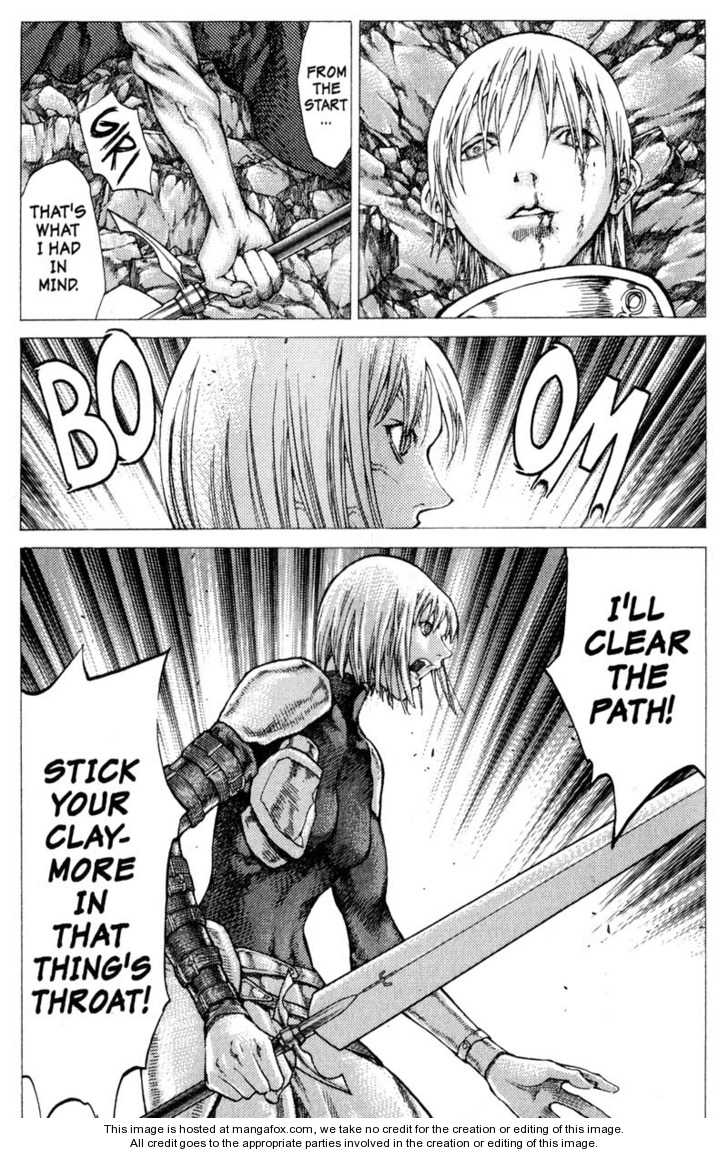 FROM
THE
START
...
GIRI
THAT'S
WHAT
I HAD
IN
MIND.
BOOM
I'LL
CLEAR
THE
PATH!
STICK
YOUR
CLAY-
MORE
IN
THAT
THING'S
THROAT!
This image is hosted at mangafox.com, we take no credit for the creation or editing of this image.
All credit goes to the appropriate parties involved in the creation or editing of this image.